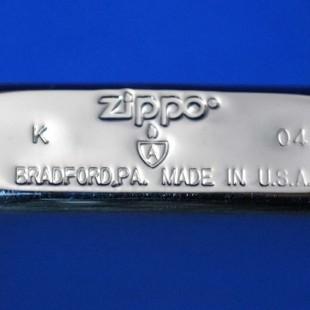 zippo®
K A 04
BRADFORD, PA. MADE IN U.S.A.